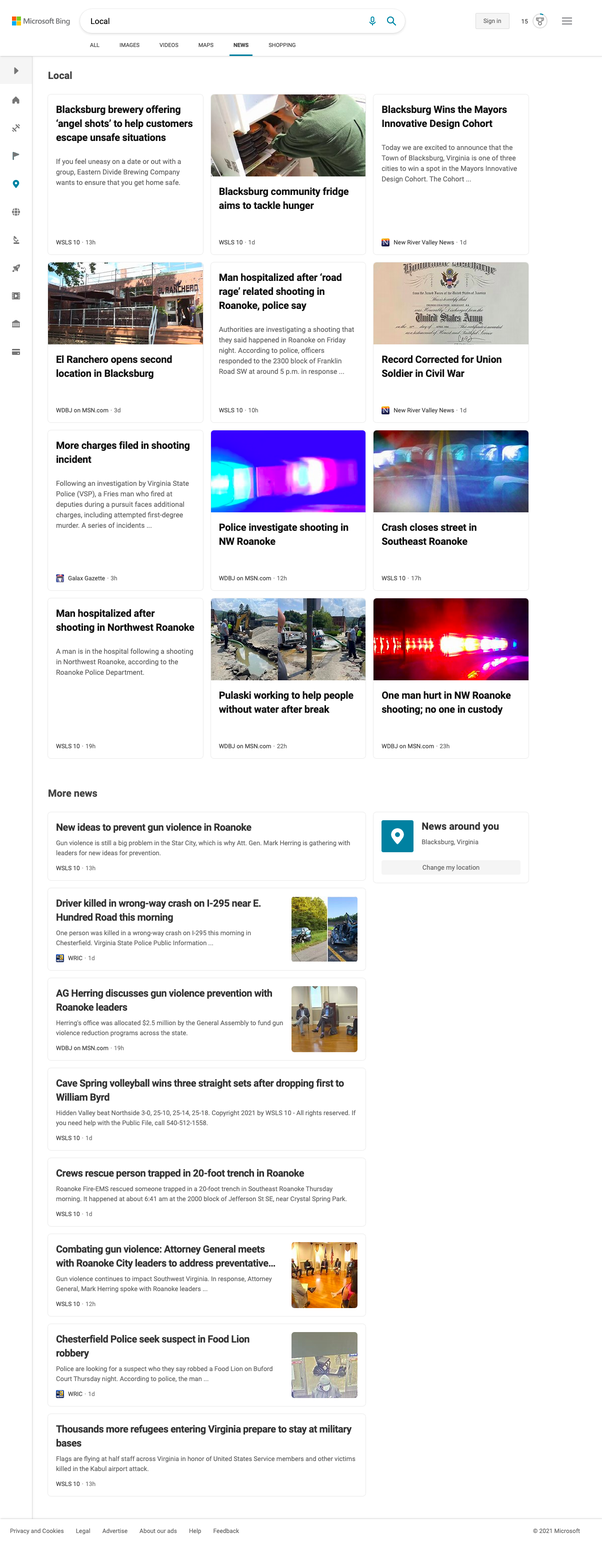 Microsoft Bing
Local
Sign in
15
ALL
IMAGES
VIDEOS
MAPS
NEWS
SHOPPING
Local
Blacksburg brewery offering
‘angel shots’ to help customers
escape unsafe situations
If you feel uneasy on a date or out with a
group, Eastern Divide Brewing Company
wants to ensure that you get home safe.
WSLS 10 · 13h
Blacksburg community fridge
aims to tackle hunger
WSLS 10 · 1d
Blacksburg Wins the Mayors
Innovative Design Cohort
Today we are excited to announce that the
Town of Blacksburg, Virginia is one of three
cities to win a spot in the Mayors Innovative
Design Cohort. The Cohort ...
New River Valley News · 1d
EL RANCHERO
El Ranchero opens second
location in Blacksburg
WDBJ on MSN.com · 3d
Man hospitalized after ‘road
rage’ related shooting in
Roanoke, police say
Authorities are investigating a shooting that
they said happened in Roanoke on Friday
night. According to police, officers
responded to the 2300 block of Franklin
Road SW at around 5 p.m. in response ...
WSLS 10 · 10h
Honorable Discharge
United States Army
Record Corrected for Union
Soldier in Civil War
New River Valley News · 1d
More charges filed in shooting
incident
Following an investigation by Virginia State
Police (VSP), a Fries man who fired at
deputies during a pursuit faces additional
charges, including attempted first-degree
murder. A series of incidents ...
Galax Gazette · 3h
Police investigate shooting in
NW Roanoke
WDBJ on MSN.com · 12h
Crash closes street in
Southeast Roanoke
WSLS 10 · 17h
Man hospitalized after
shooting in Northwest Roanoke
A man is in the hospital following a shooting
in Northwest Roanoke, according to the
Roanoke Police Department.
WSLS 10 · 19h
Pulaski working to help people
without water after break
WDBJ on MSN.com · 22h
One man hurt in NW Roanoke
shooting; no one in custody
WDBJ on MSN.com · 23h
More news
New ideas to prevent gun violence in Roanoke
Gun violence is still a big problem in the Star City, which is why Att. Gen. Mark Herring is gathering with
leaders for new ideas for prevention.
WSLS 10 · 13h
News around you
Blacksburg, Virginia
Change my location
Driver killed in wrong-way crash on I-295 near E.
Hundred Road this morning
One person was killed in a wrong-way crash on I-295 this morning in
Chesterfield. Virginia State Police Public Information ...
WRIC · 1d
AG Herring discusses gun violence prevention with
Roanoke leaders
Herring's office was allocated $2.5 million by the General Assembly to fund gun
violence reduction programs across the state.
WDBJ on MSN.com · 19h
Cave Spring volleyball wins three straight sets after dropping first to
William Byrd
Hidden Valley beat Northside 3-0, 25-10, 25-14, 25-18. Copyright 2021 by WSLS 10 - All rights reserved. If
you need help with the Public File, call 540-512-1558.
WSLS 10 · 1d
Crews rescue person trapped in 20-foot trench in Roanoke
Roanoke Fire-EMS rescued someone trapped in a 20-foot trench in Southeast Roanoke Thursday
morning. It happened at about 6:41 am at the 2000 block of Jefferson St SE, near Crystal Spring Park.
WSLS 10 · 1d
Combating gun violence: Attorney General meets
with Roanoke City leaders to address preventative...
Gun violence continues to impact Southwest Virginia. In response, Attorney
General, Mark Herring spoke with Roanoke leaders ...
WSLS 10 · 12h
Chesterfield Police seek suspect in Food Lion
robbery
Police are looking for a suspect who they say robbed a Food Lion on Buford
Court Thursday night. According to police, the man ...
WRIC · 1d
Thousands more refugees entering Virginia prepare to stay at military
bases
Flags are flying at half staff across Virginia in honor of United States Service members and other victims
killed in the Kabul airport attack.
WSLS 10 · 13h
Privacy and Cookies
Legal
Advertise
About our ads
Help
Feedback
© 2021 Microsoft